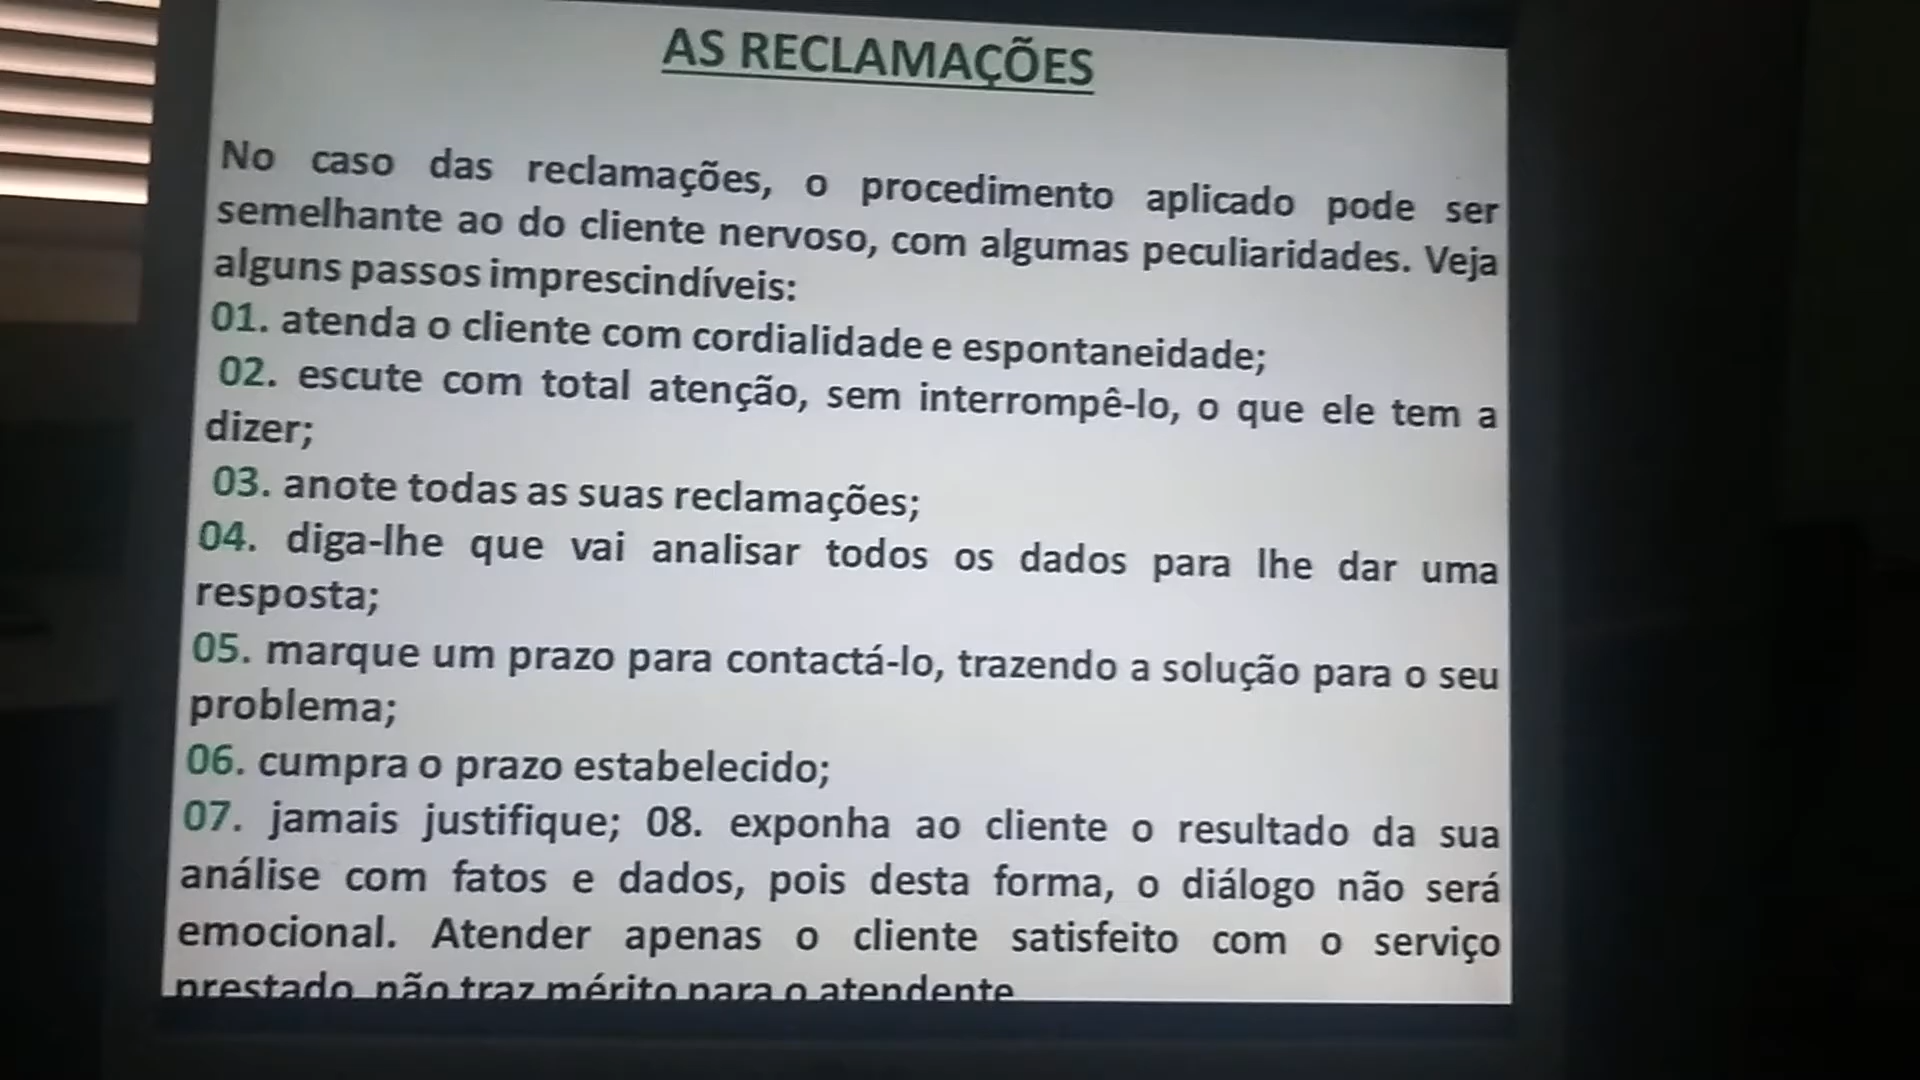 AS RECLAMAÇÕES
No caso das reclamações, o procedimento aplicado pode ser
semelhante ao do cliente nervoso, com algumas peculiaridades. Veja
alguns passos imprescindíveis:
01. atenda o cliente com cordialidade e espontaneidade;
02. escute com total atenção, sem interrompê-lo, o que ele tem a
dizer;
03. anote todas as suas reclamações;
04. diga-lhe que vai analisar todos os dados para lhe dar uma
resposta;
05. marque um prazo para contactá-lo, trazendo a solução para o seu
problema;
06. cumpra o prazo estabelecido;
07. jamais justifique; 08. exponha ao cliente o resultado da sua
análise com fatos e dados, pois desta forma, o diálogo não será
emocional. Atender apenas o cliente satisfeito com o serviço
prestado não traz mérito para o atendente